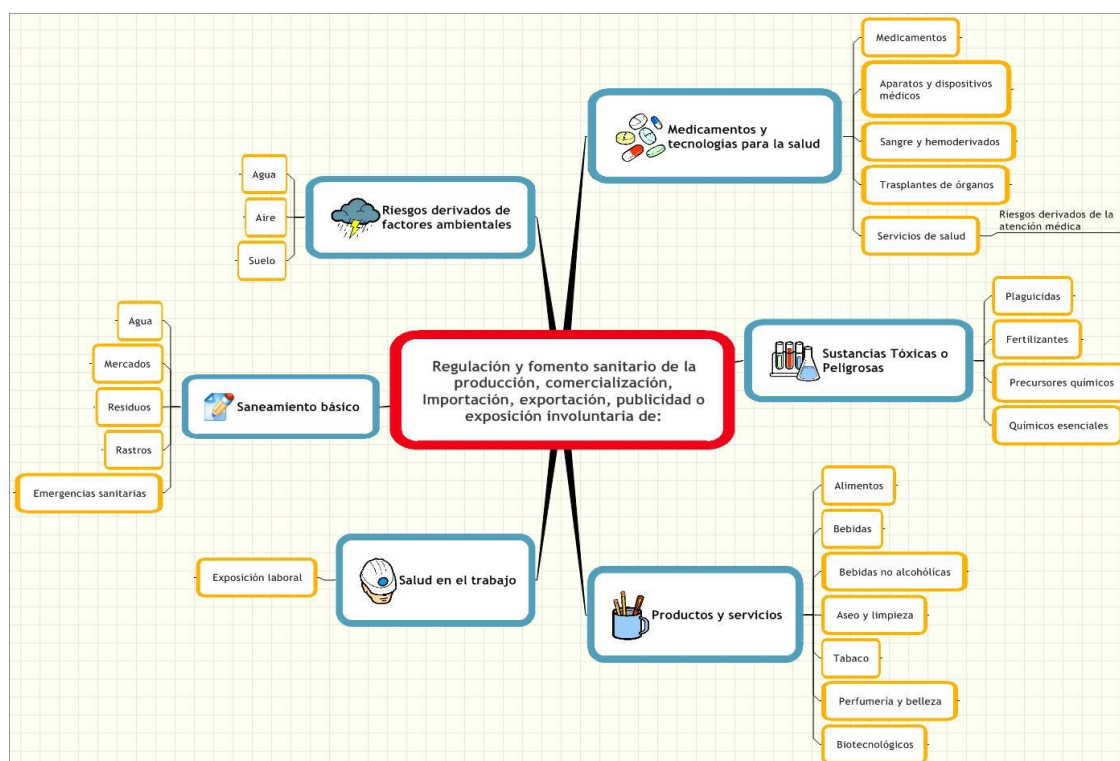 Regulación y fomento sanitario de la
producción, comercialización,
Importación, exportación, publicidad o
exposición involuntaria de:
Medicamentos y
tecnologías para la salud
Medicamentos
Aparatos y dispositivos
médicos
Sangre y hemoderivados
Trasplantes de órganos
Servicios de salud
Riesgos derivados de la
atención médica
Sustancias Tóxicas o
Peligrosas
Plaguicidas
Fertilizantes
Precursores químicos
Químicos esenciales
Productos y servicios
Alimentos
Bebidas
Bebidas no alcohólicas
Aseo y limpieza
Tabaco
Perfumería y belleza
Biotecnológicos
Riesgos derivados de
factores ambientales
Agua
Aire
Suelo
Saneamiento básico
Agua
Mercados
Residuos
Rastros
Emergencias sanitarias
Salud en el trabajo
Exposición laboral